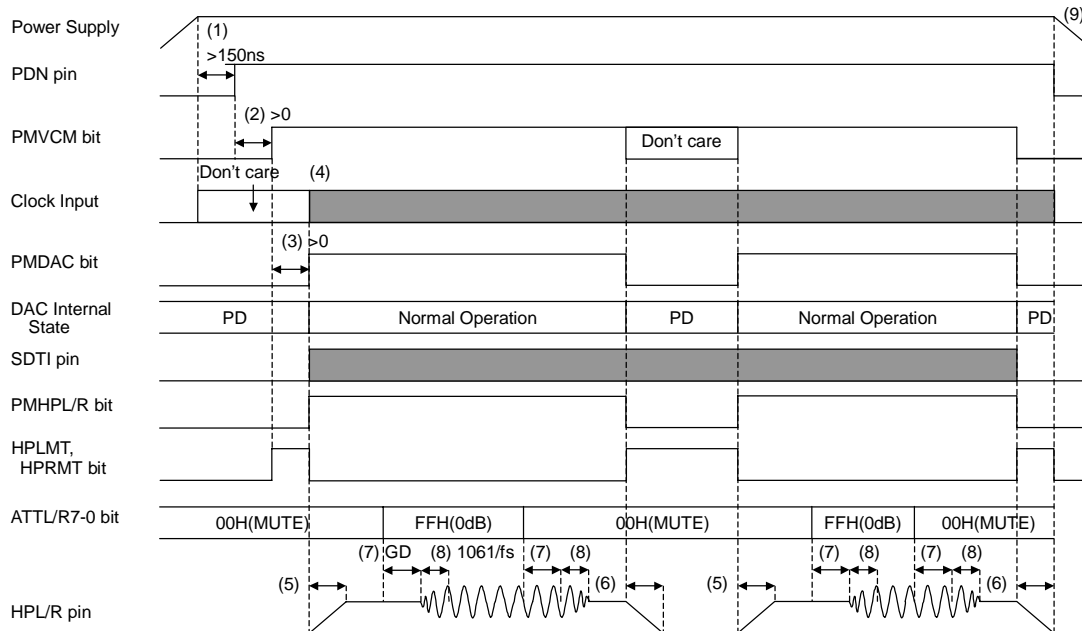 Power Supply (1) (9)
>150ns
PDN pin
(2) >0
PMVCM bit Don't care
Don't care (4)
Clock Input
(3) >0
PMDAC bit
DAC Internal
State PD Normal Operation PD Normal Operation PD
SDTI pin
PMHPL/R bit
HPLMT,
HPRMT bit
ATTL/R7-0 bit
00H(MUTE) FFH(0dB) 00H(MUTE) FFH(0dB) 00H(MUTE)
(7) GD (8) 1061/fs (7) (8) (7) (8) (7) (8)
(5) (6) (5) (6)
HPL/R pin